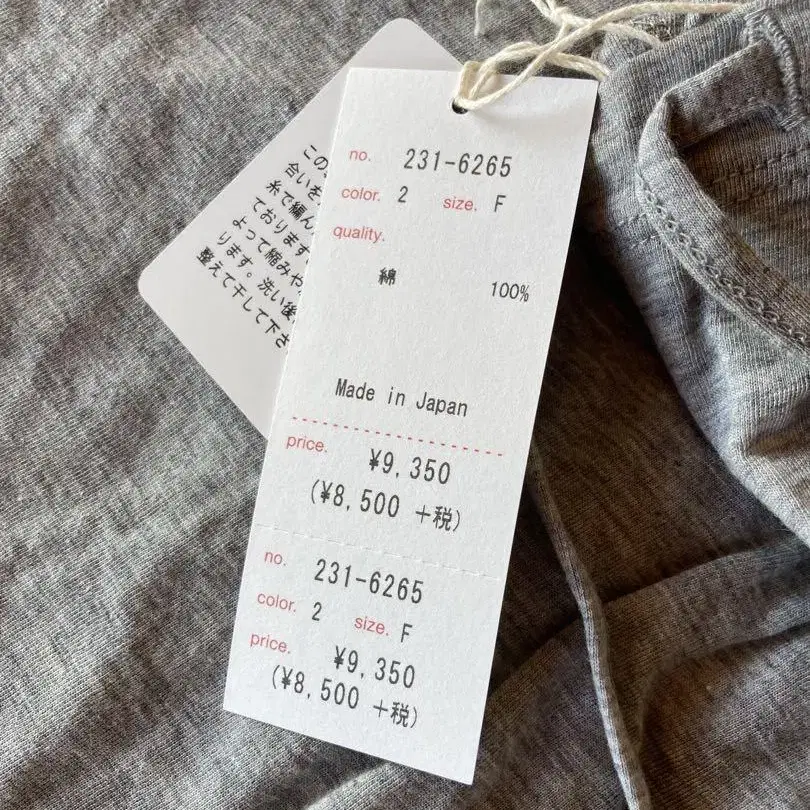 no. 231-6265
color. 2 size. F
quality.
綿 100%
Made in Japan
price. ¥9,350
(¥8,500 +税)
no. 231-6265
color. 2 size. F
price. ¥9,350
(¥8,500 +税)
この
合いを
糸で編ん
ております
よって縮みや
ります。洗い後
整えて干して下さ